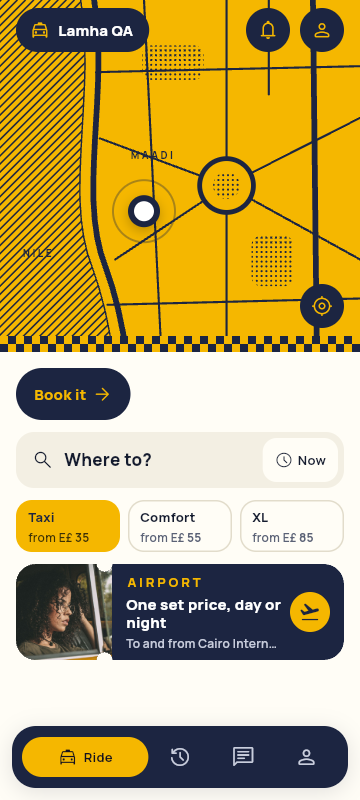 Lamha QA
MAADI
NILE
Book it
Where to?
Now
Taxi
from E£ 35
Comfort
from E£ 55
XL
from E£ 85
AIRPORT
One set price, day or
night
To and from Cairo Intern…
Ride